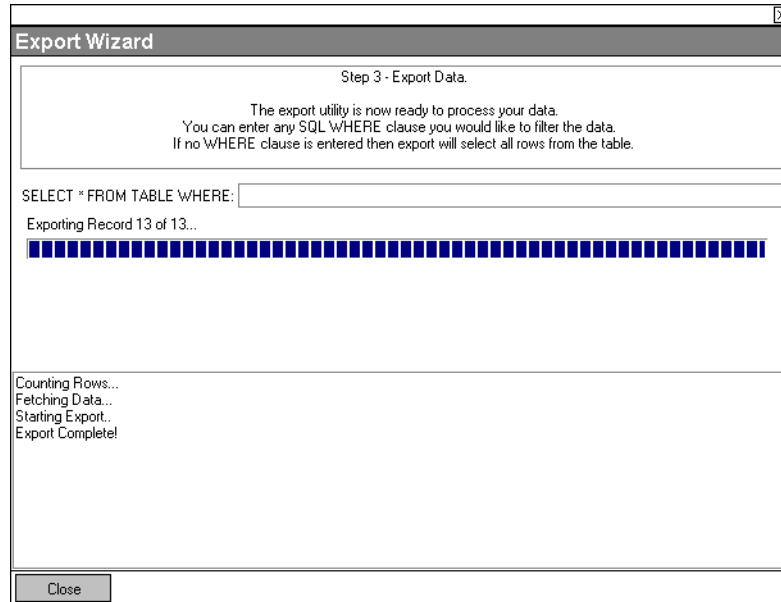 Export Wizard
Step 3 - Export Data.
The export utility is now ready to process your data.
You can enter any SQL WHERE clause you would like to filter the data.
If no WHERE clause is entered then export will select all rows from the table.
SELECT * FROM TABLE WHERE:
Exporting Record 13 of 13...
Counting Rows...
Fetching Data...
Starting Export..
Export Complete!
Close